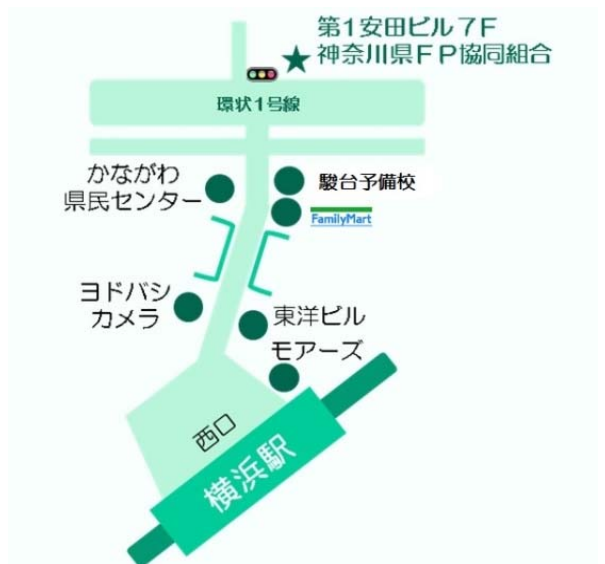 第1安田ビル7F
神奈川県FP協同組合
環状1号線
かながわ
県民センター
駿台予備校
FamilyMart
ヨドバシ
カメラ
東洋ビル
モアーズ
西口
横浜駅